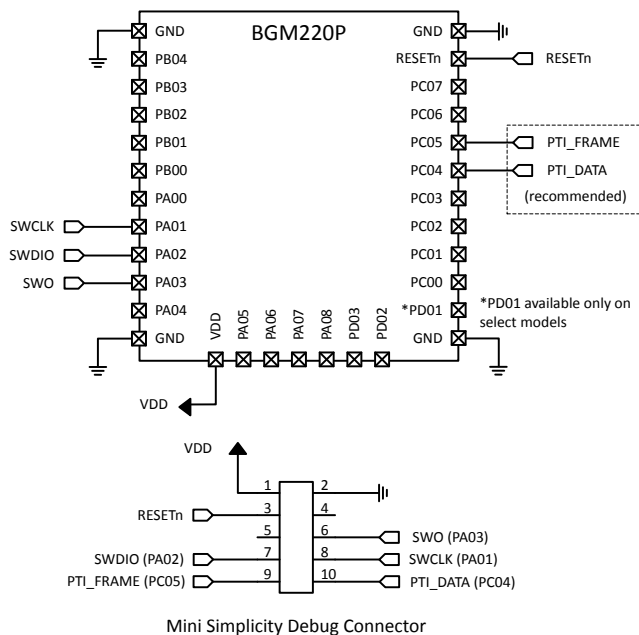 BGM220P
GND GND
PB04 RESETn RESETn
PB03 PC07
PB02 PC06
PB01 PC05 PTI_FRAME
PB00 PC04 PTI_DATA
PA00 PC03 (recommended)
SWCLK PA01 PC02
SWDIO PA02 PC01
SWO PA03 PC00
PA04 *PD01 *PD01 available only on
select models
GND GND
VDD PA05 PA06 PA07 PA08 PD03 PD02
VDD
VDD
1 2
RESETn 3 4
5 6 SWO (PA03)
SWDIO (PA02) 7 8 SWCLK (PA01)
PTI_FRAME (PC05) 9 10 PTI_DATA (PC04)
Mini Simplicity Debug Connector